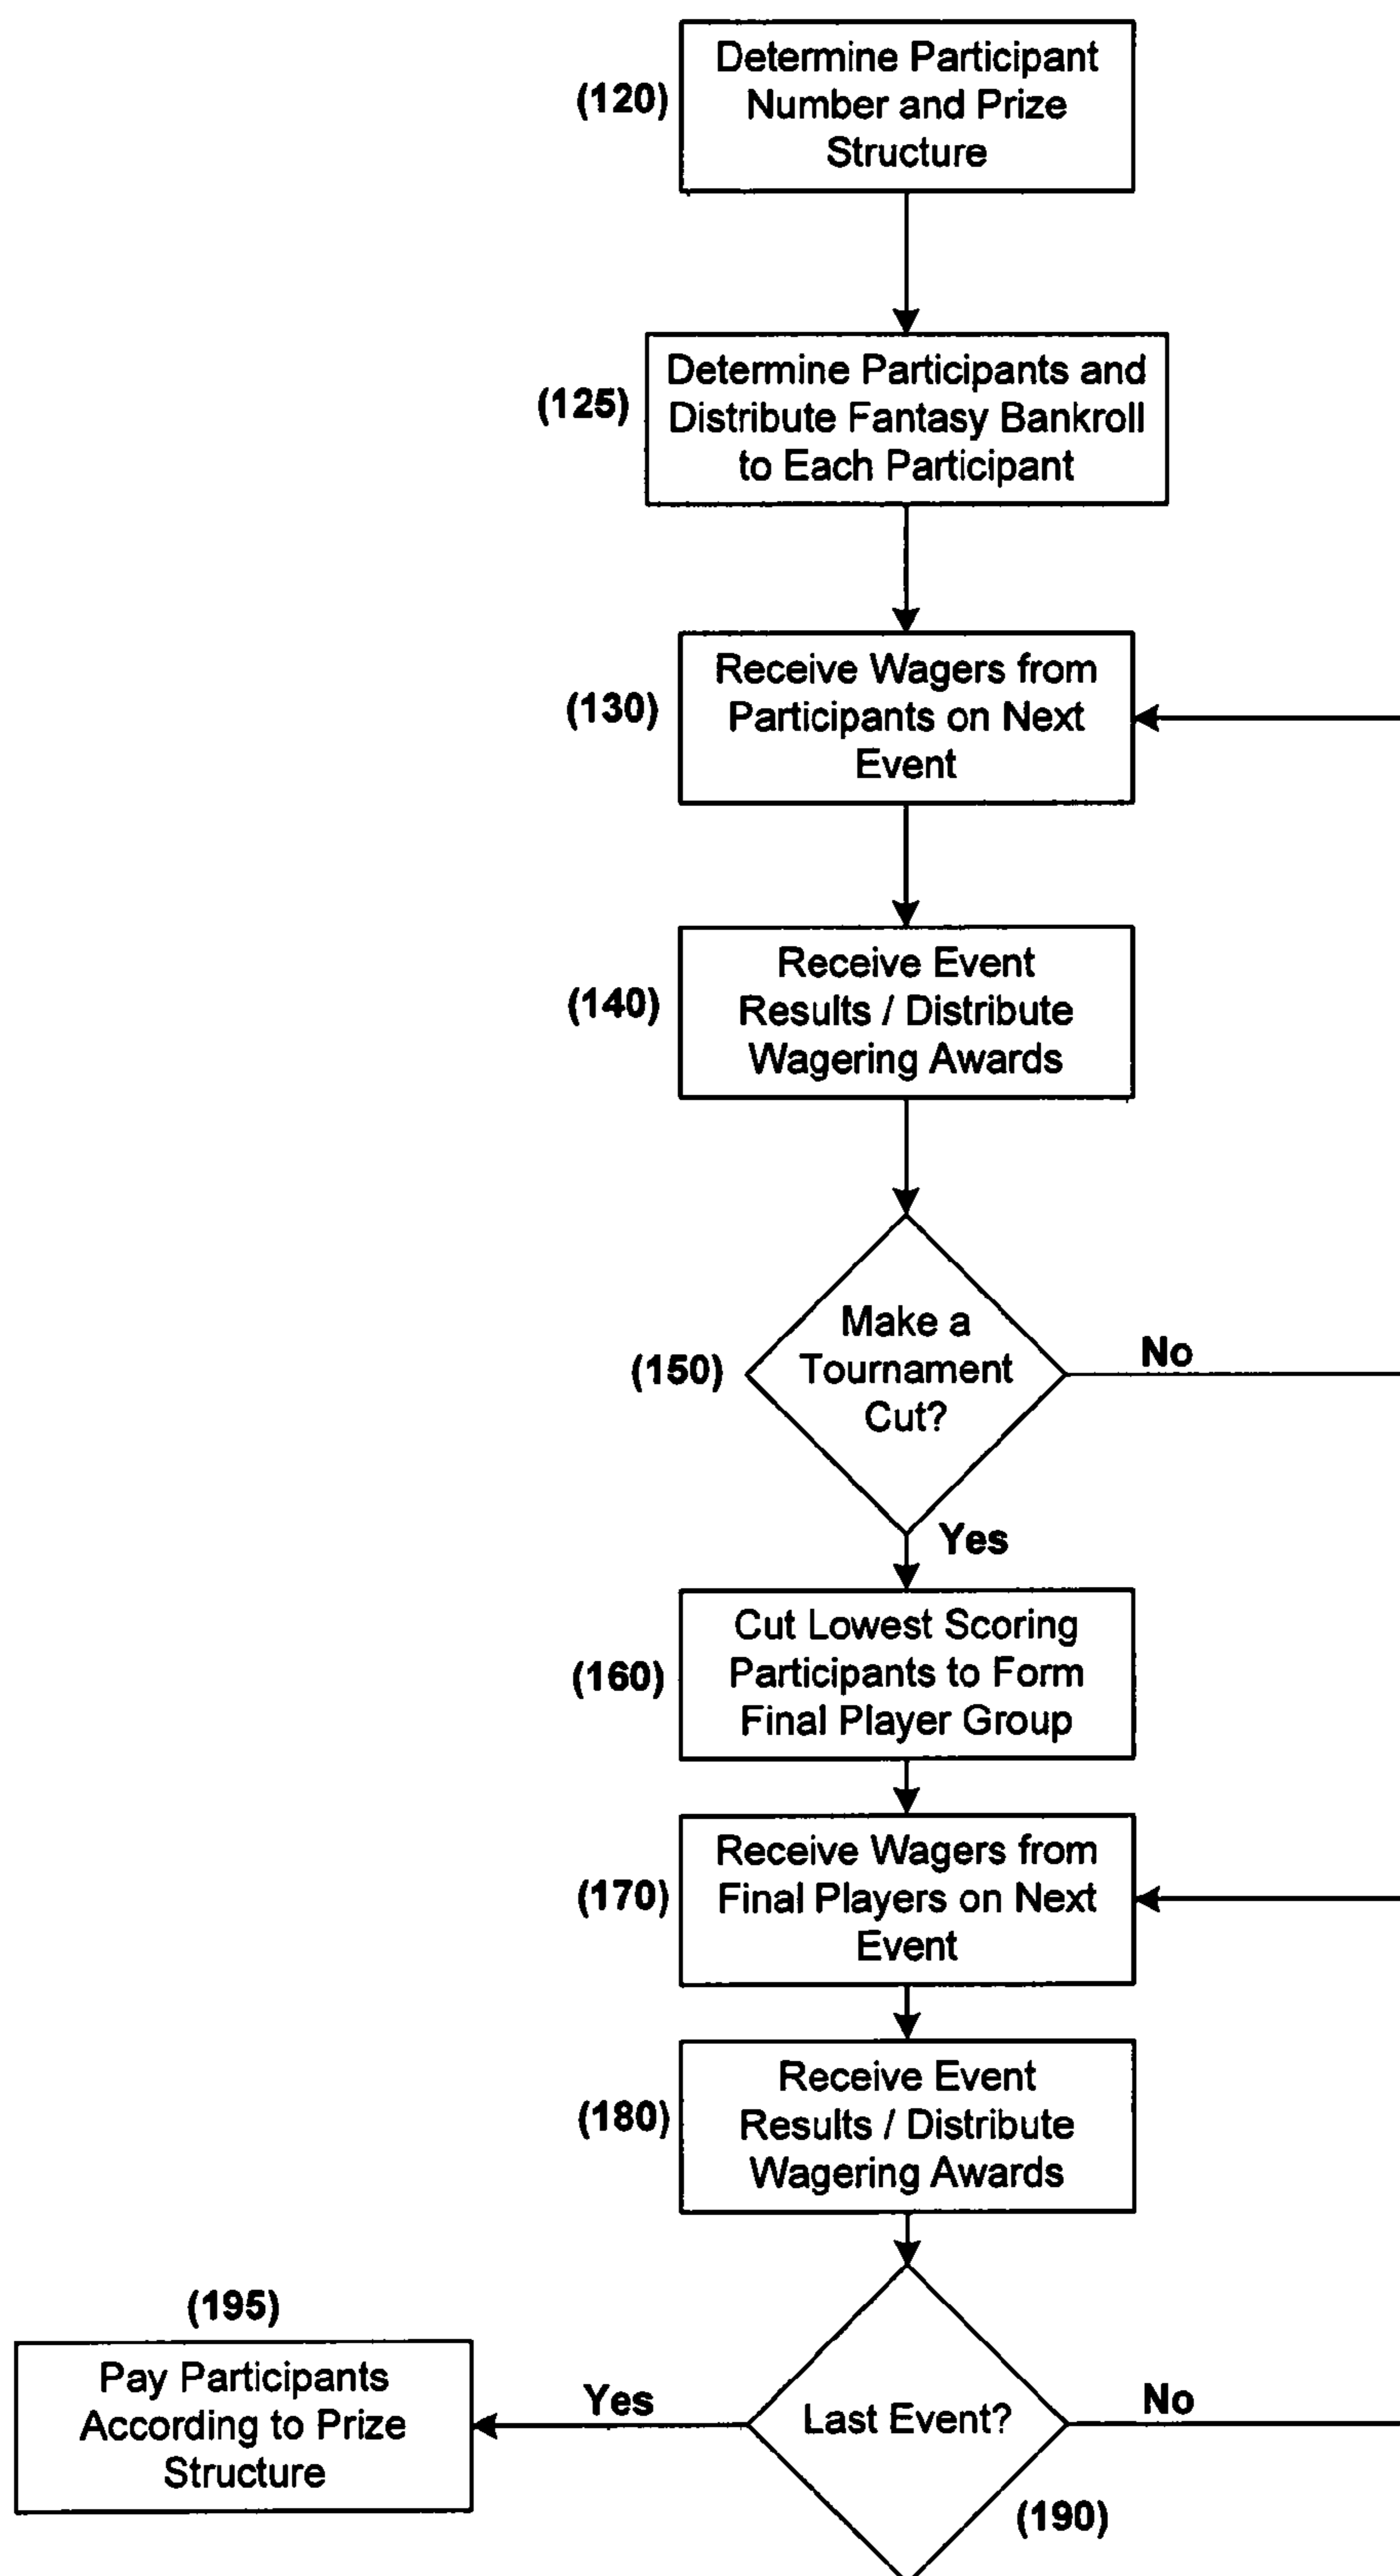 (120)
Determine Participant
Number and Prize
Structure
(125)
Determine Participants and
Distribute Fantasy Bankroll
to Each Participant
(130)
Receive Wagers from
Participants on Next
Event
(140)
Receive Event
Results / Distribute
Wagering Awards
(150)
Make a
Tournament
Cut?
No
Yes
(160)
Cut Lowest Scoring
Participants to Form
Final Player Group
(170)
Receive Wagers from
Final Players on Next
Event
(180)
Receive Event
Results / Distribute
Wagering Awards
(195)
Pay Participants
According to Prize
Structure
Yes
Last Event?
No
(190)